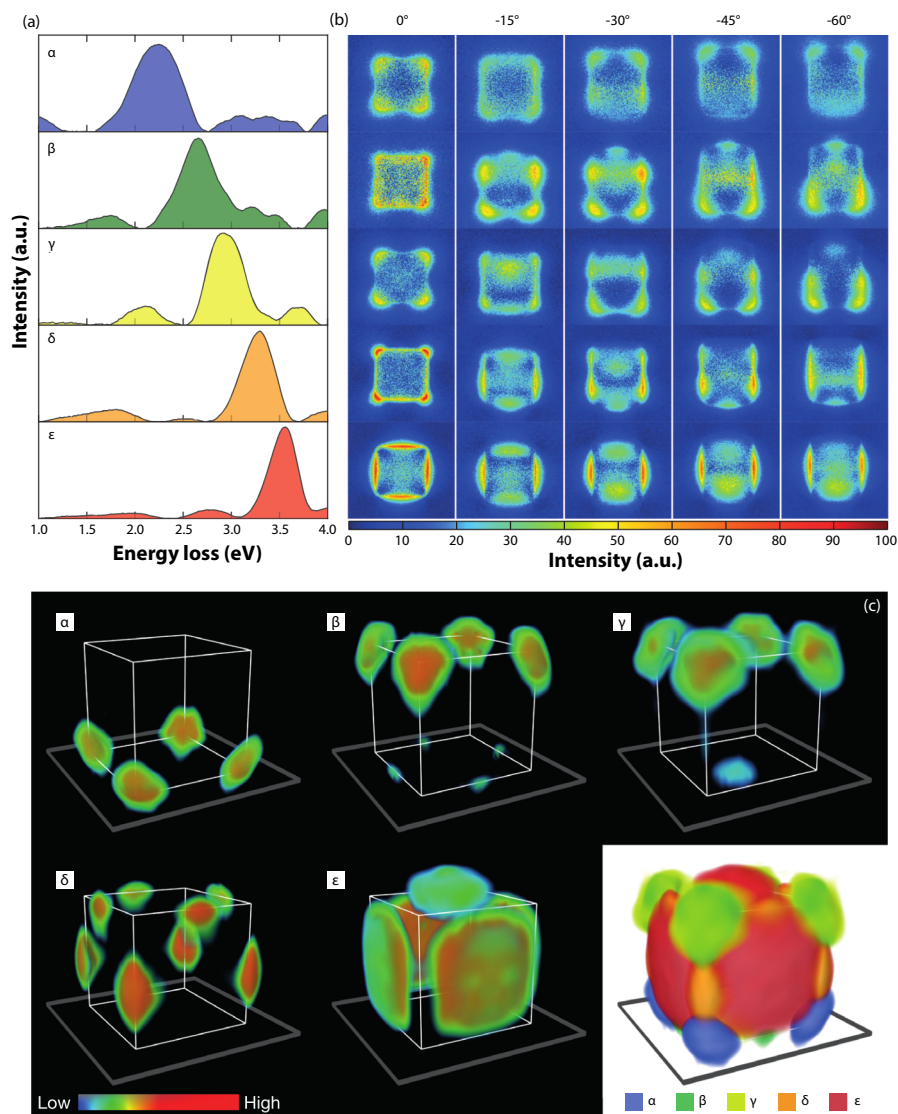 (a)
(b)
0° -15° -30° -45° -60°
α
β
γ
δ
ε
Intensity (a.u.)
1.0 1.5 2.0 2.5 3.0 3.5 4.0
Energy loss (eV)
0 10 20 30 40 50 60 70 80 90 100
Intensity (a.u.)
(c)
α
β
γ
δ
ε
Low High
α β γ δ ε